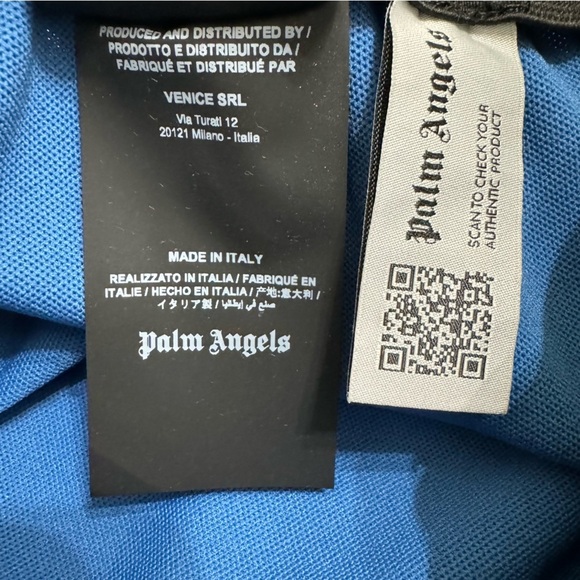 PRODUCED AND DISTRIBUTED BY /
PRODOTTO E DISTRIBUITO DA /
FABRIQUÉ ET DISTRIBUÉ PAR
VENICE SRL
Via Turati 12
20121 Milano - Italia
MADE IN ITALY
REALIZZATO IN ITALIA / FABRIQUÉ EN
ITALIE / HECHO EN ITALIA / 产地:意大利 /
イタリア製 / صنع في إيطاليا
Palm Angels
Palm Angels
SCAN TO CHECK YOUR
AUTHENTIC PRODUCT